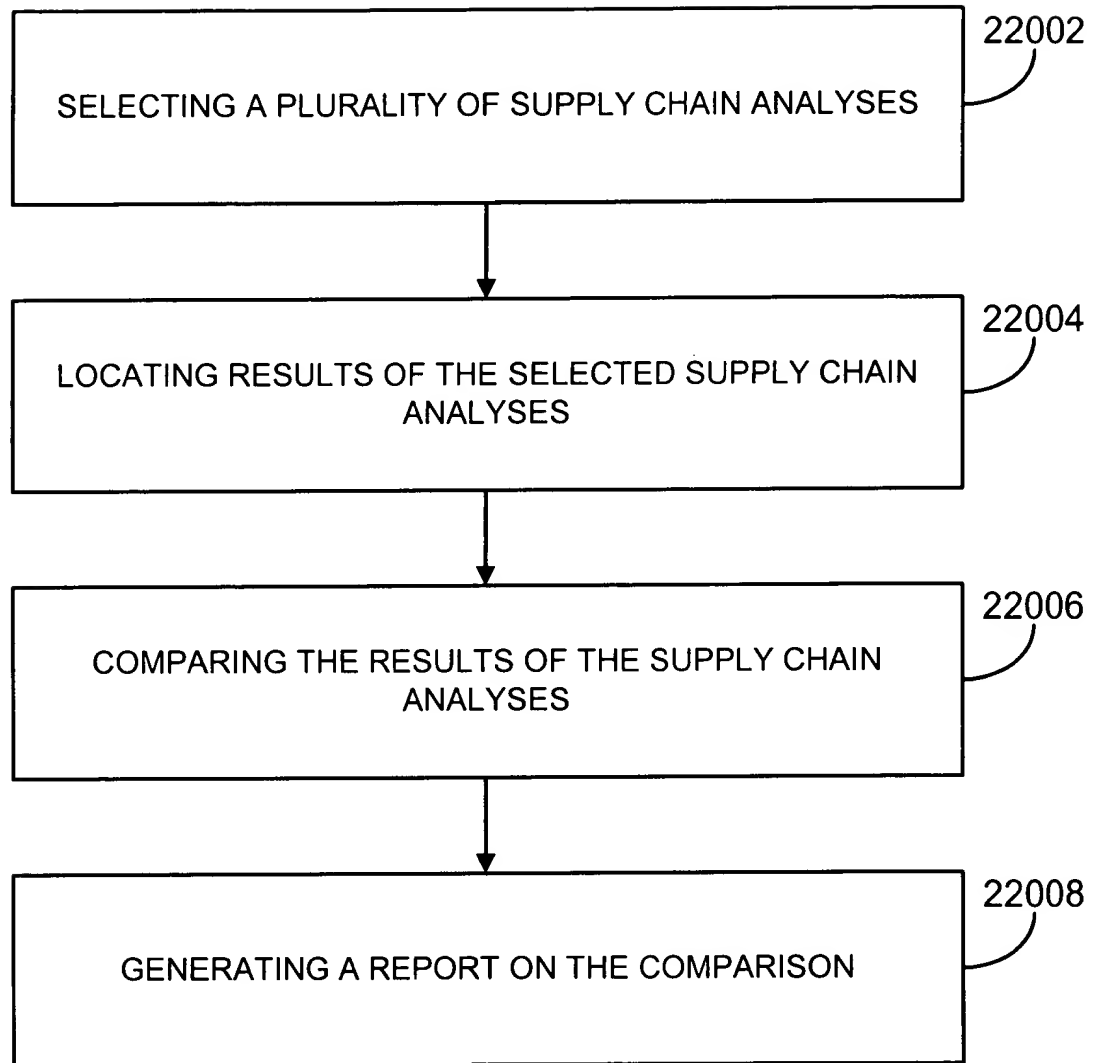 22002
SELECTING A PLURALITY OF SUPPLY CHAIN ANALYSES
22004
LOCATING RESULTS OF THE SELECTED SUPPLY CHAIN
ANALYSES
22006
COMPARING THE RESULTS OF THE SUPPLY CHAIN
ANALYSES
22008
GENERATING A REPORT ON THE COMPARISON